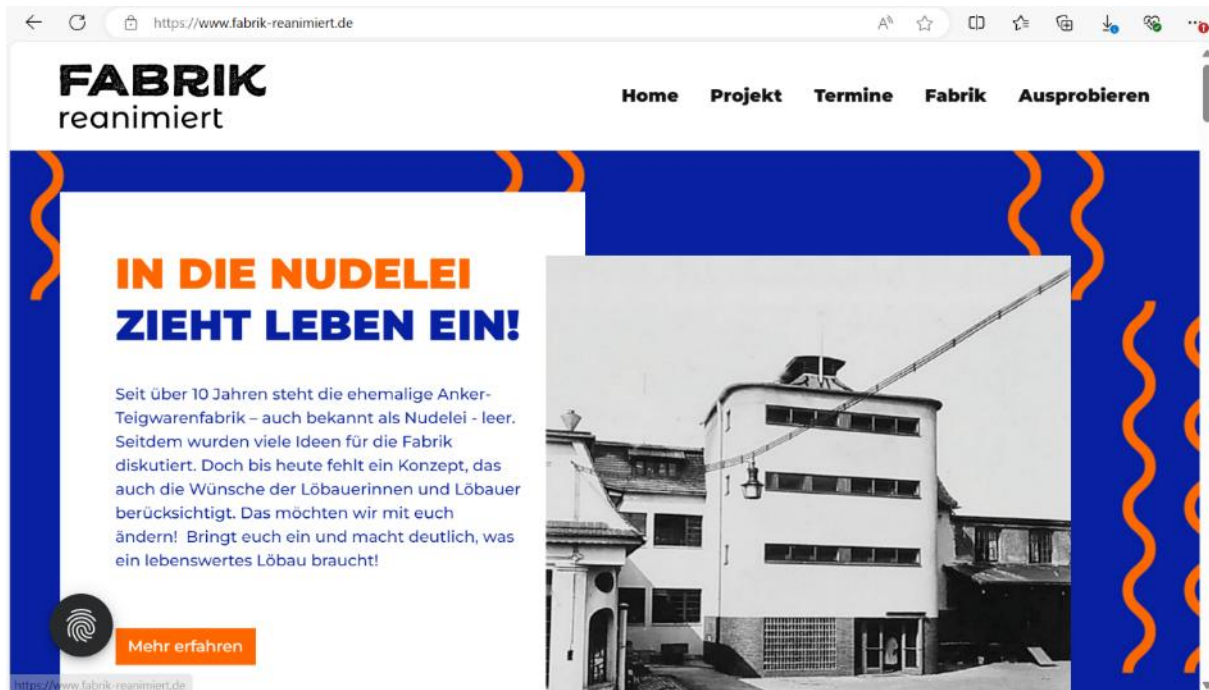 https://www.fabrik-reanimiert.de
FABRIK
reanimiert
Home Projekt Termine Fabrik Ausprobieren
IN DIE NUDELEI
ZIEHT LEBEN EIN!
Seit über 10 Jahren steht die ehemalige Anker-
Teigwarenfabrik – auch bekannt als Nudelei - leer.
Seitdem wurden viele Ideen für die Fabrik
diskutiert. Doch bis heute fehlt ein Konzept, das
auch die Wünsche der Löbauerinnen und Löbauer
berücksichtigt. Das möchten wir mit euch
ändern! Bringt euch ein und macht deutlich, was
ein lebenswertes Löbau braucht!
Mehr erfahren
https://www.fabrik-reanimiert.de